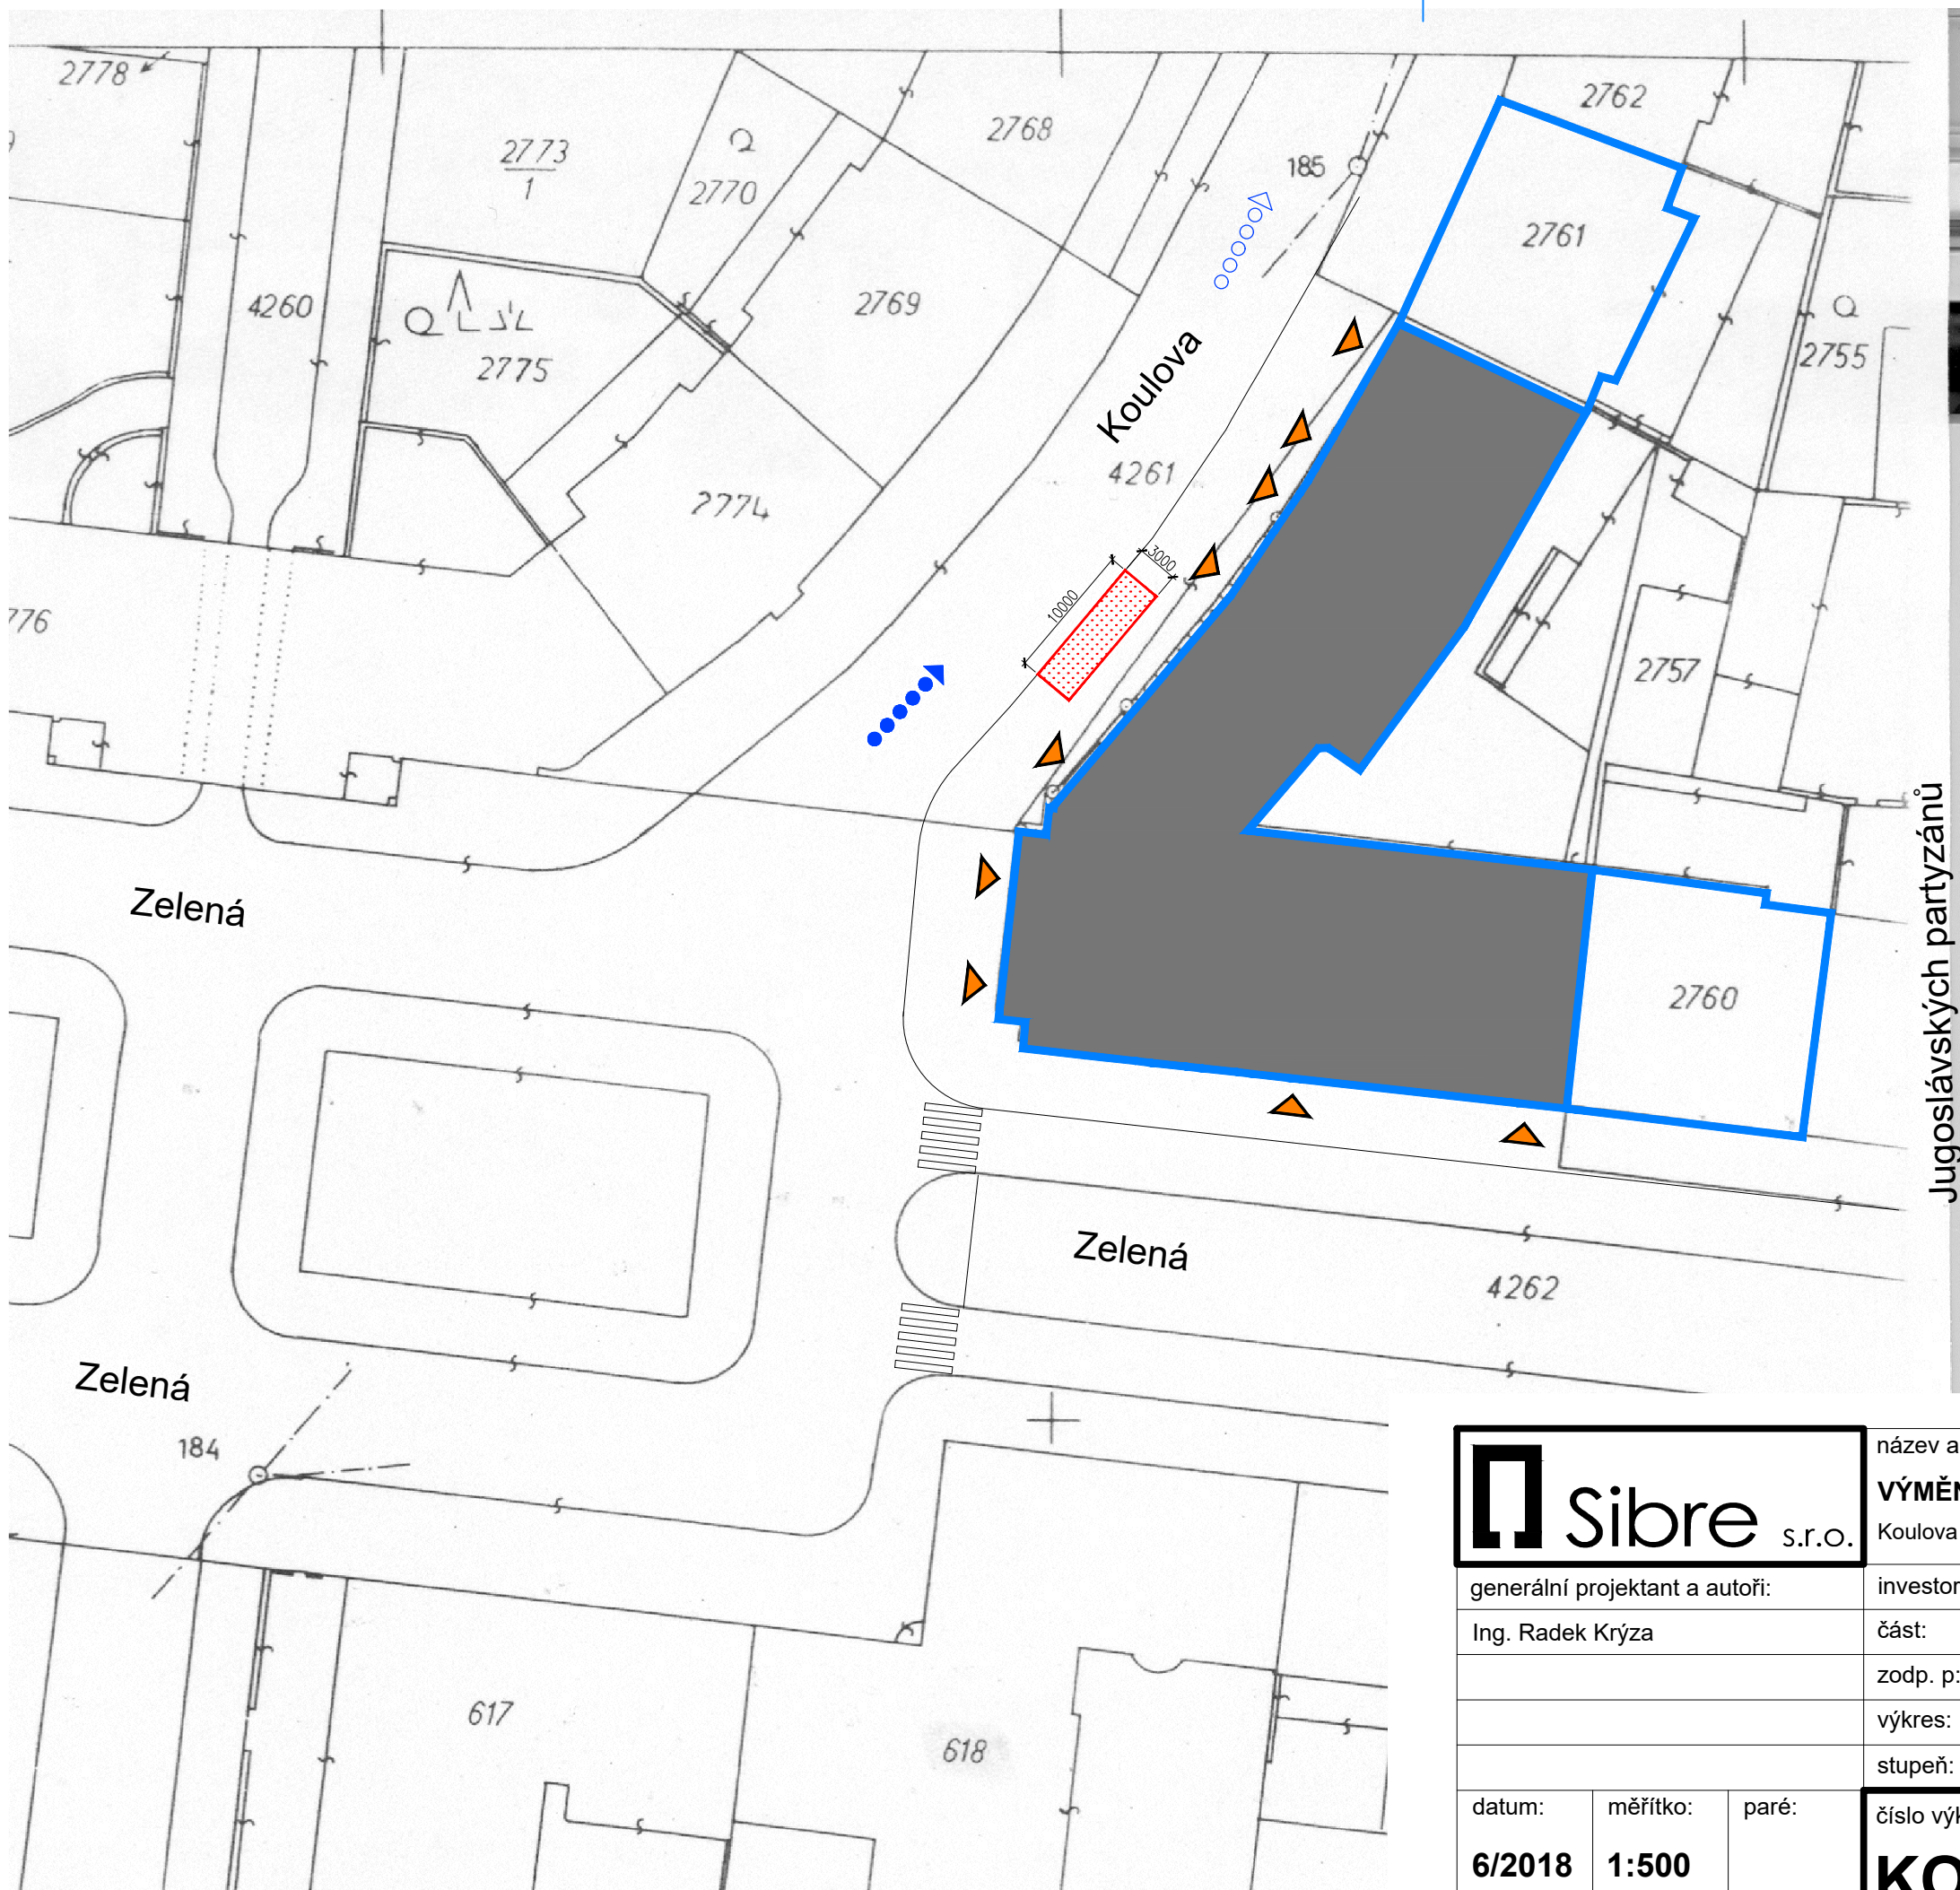 2778
2762
2773
1
2770
2768
185
2761
4260
2769
2775
2755
Koulova
4261
2774
3000
10000
776
2757
Jugoslávských partyzánů
Zelená
2760
Zelená
4262
Zelená
184
název a
VÝMĚN
Koulova
Sibre s.r.o.
generální projektant a autoři:
investor
Ing. Radek Krýza
část:
zodp. p:
výkres:
stupeň:
617
618
datum:
měřítko:
paré:
číslo výk
6/2018
1:500
KO